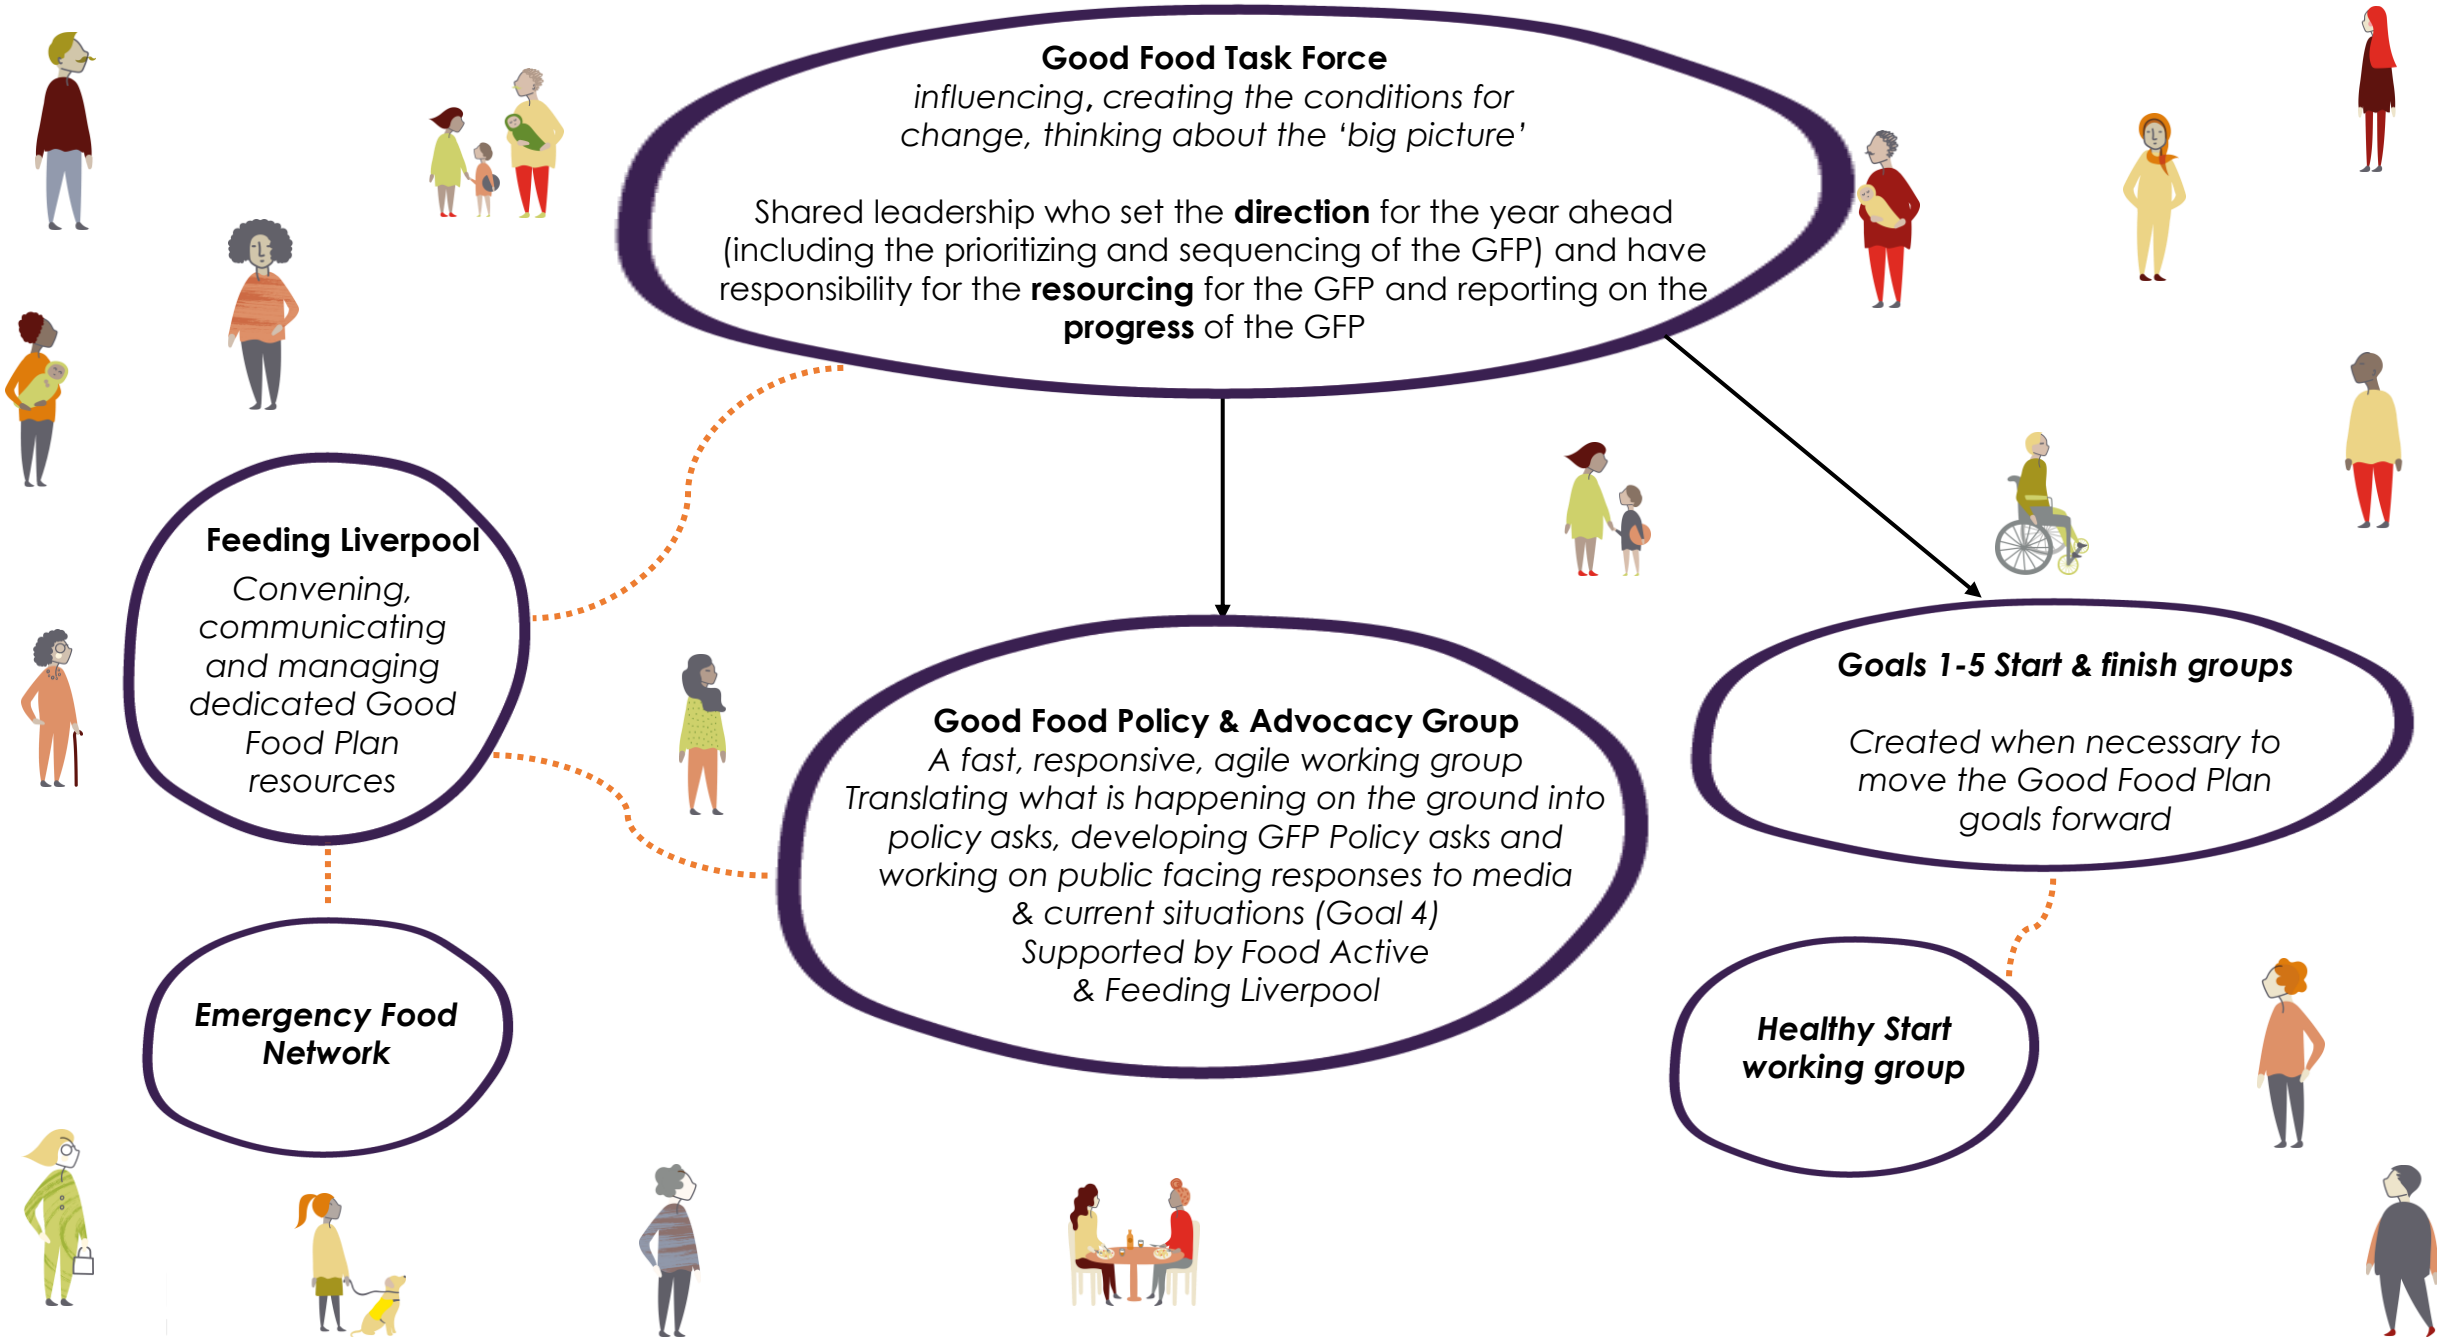 Good Food Task Force
influencing, creating the conditions for
change, thinking about the ‘big picture’
Shared leadership who set the direction for the year ahead
(including the prioritizing and sequencing of the GFP) and have
responsibility for the resourcing for the GFP and reporting on the
progress of the GFP
Feeding Liverpool
Convening,
communicating
and managing
dedicated Good
Food Plan
resources
Good Food Policy & Advocacy Group
A fast, responsive, agile working group
Translating what is happening on the ground into
policy asks, developing GFP Policy asks and
working on public facing responses to media
& current situations (Goal 4)
Supported by Food Active
& Feeding Liverpool
Goals 1-5 Start & finish groups
Created when necessary to
move the Good Food Plan
goals forward
Emergency Food
Network
Healthy Start
working group